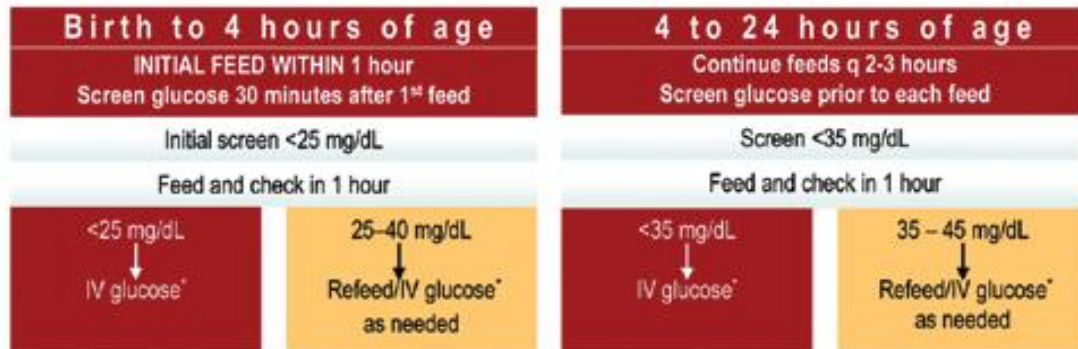 Birth to 4 hours of age
INITIAL FEED WITHIN 1 hour
Screen glucose 30 minutes after 1st feed
Initial screen <25 mg/dL
Feed and check in 1 hour
<25 mg/dL
IV glucose*
25–40 mg/dL
Refeed/IV glucose*
as needed
4 to 24 hours of age
Continue feeds q 2-3 hours
Screen glucose prior to each feed
Screen <35 mg/dL
Feed and check in 1 hour
<35 mg/dL
IV glucose*
35 – 45 mg/dL
Refeed/IV glucose*
as needed